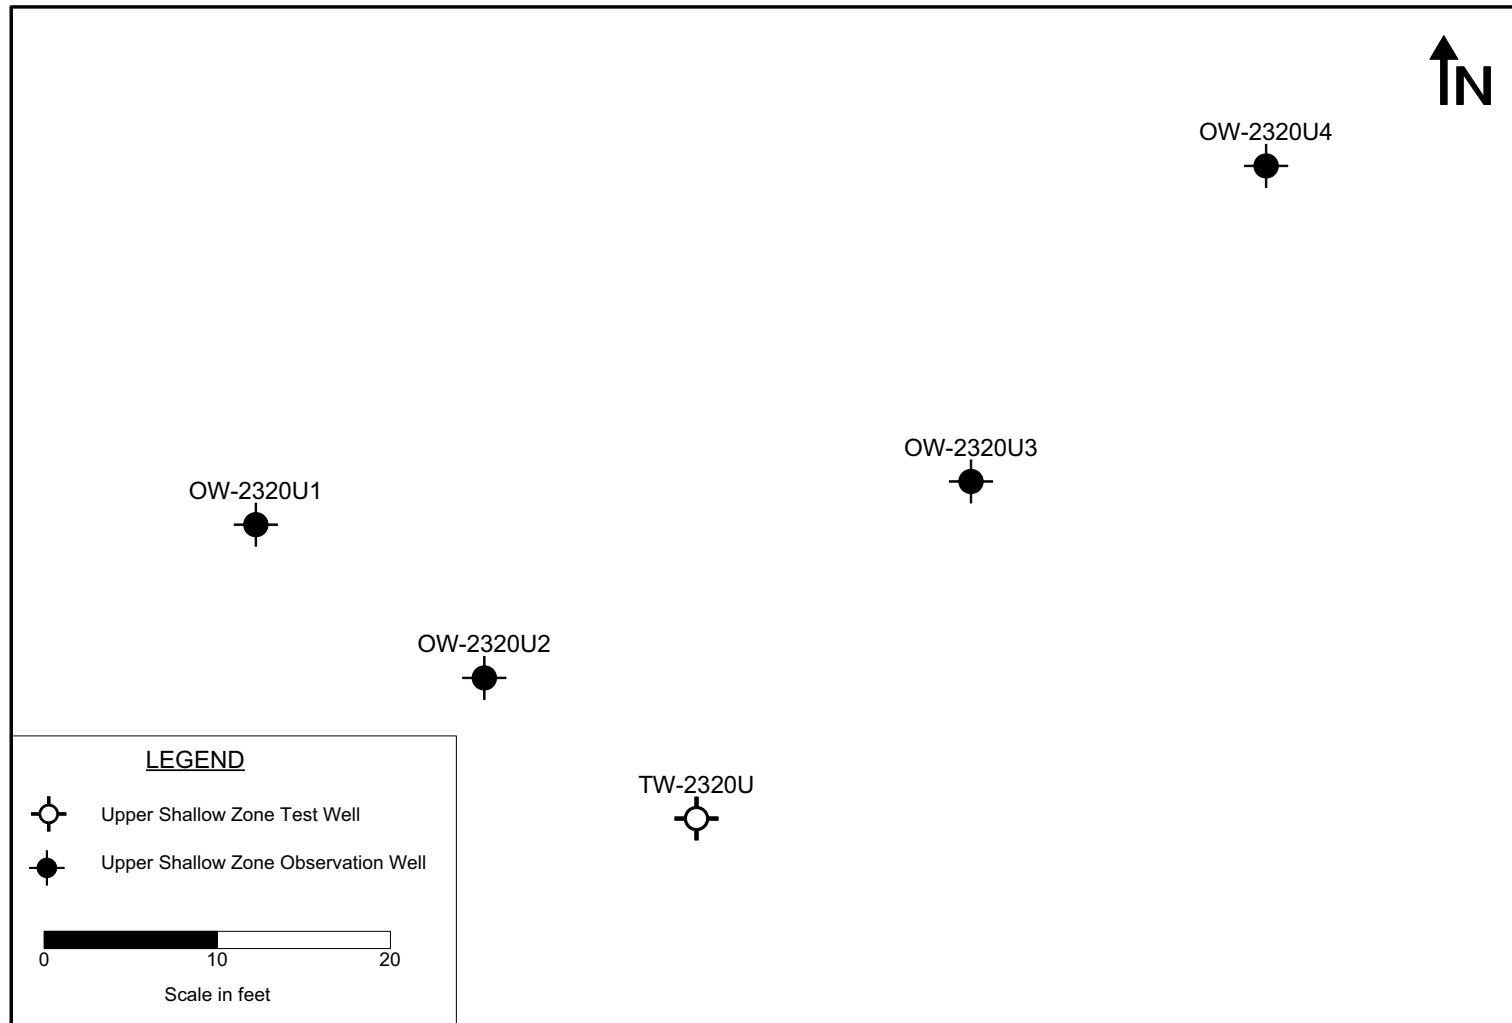 N
OW-2320U4
OW-2320U3
OW-2320U1
OW-2320U2
TW-2320U
LEGEND
Upper Shallow Zone Test Well
Upper Shallow Zone Observation Well
0 10 20
Scale in feet